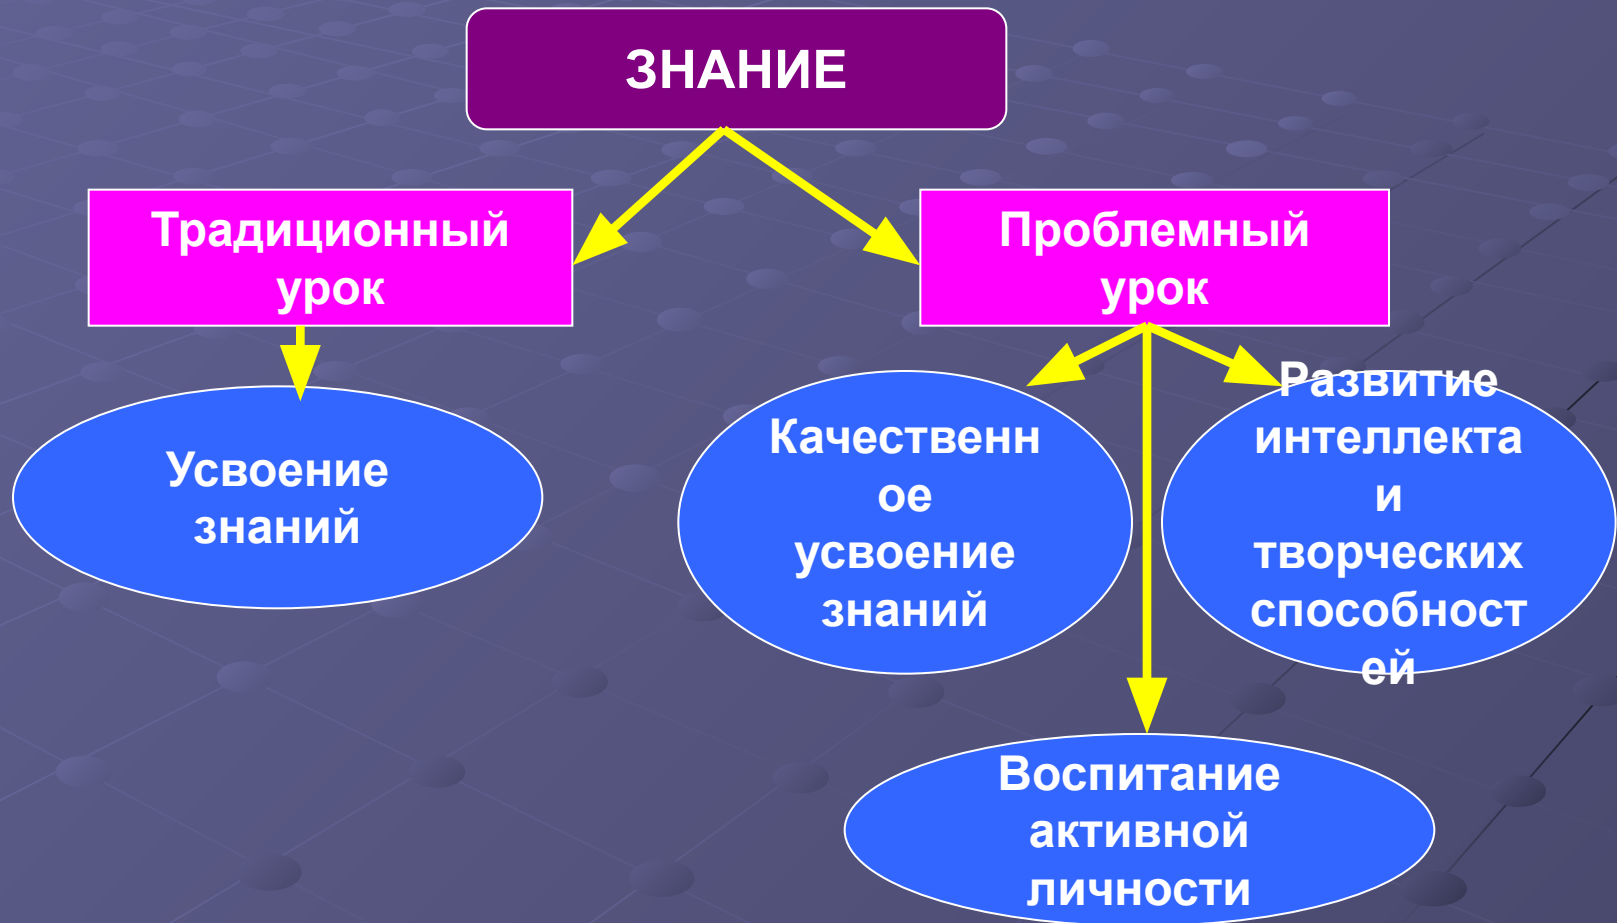 ЗНАНИЕ
Традиционный
урок
Проблемный
урок
Усвоение
знаний
Качественн
ое
усвоение
знаний
Развитие
интеллекта
и
творческих
способност
ей
Воспитание
активной
личности